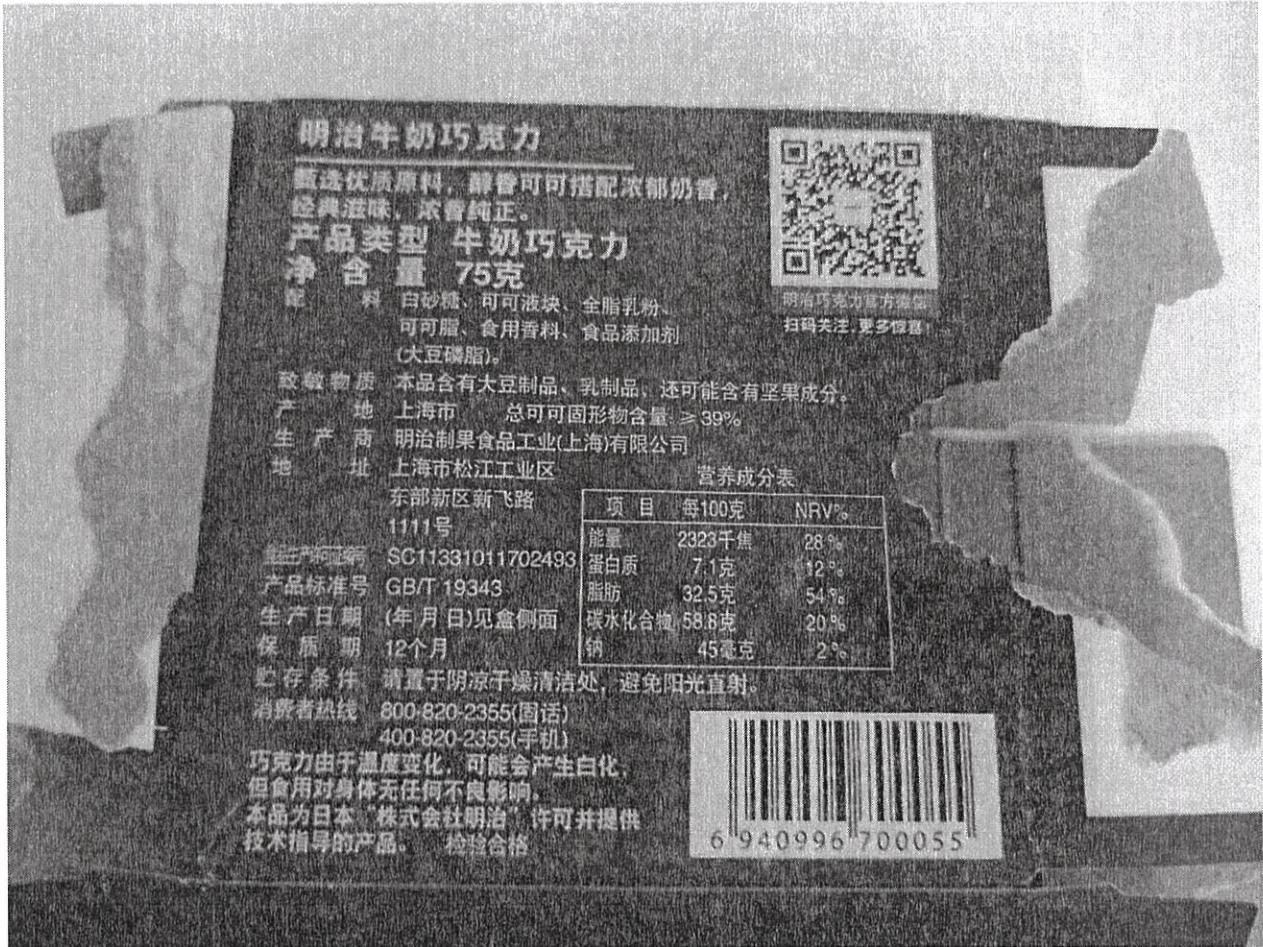 明治牛奶巧克力
甄选优质原料，醇香可可搭配浓郁奶香，
经典滋味，浓香纯正。
产品类型 牛奶巧克力
净含量 75克
配料 白砂糖、可可液块、全脂乳粉、
可可脂、食用香料、食品添加剂
(大豆磷脂)。
致敏物质 本品含有大豆制品、乳制品、还可能含有坚果成分。
产地 上海市 总可可固形物含量：≥39%
生产商 明治制果食品工业(上海)有限公司
地址 上海市松江工业区
东部新区新飞路
1111号
SC11331011702493
产品标准号 GB/T 19343
生产日期 (年月日)见盒侧面
保质期 12个月
贮存条件 请置于阴凉干燥清洁处，避免阳光直射。
消费者热线 800-820-2355(固话)
400-820-2355(手机)
巧克力由于温度变化，可能会产生白化，
但食用对身体无任何不良影响。
本品为日本“株式会社明治”许可并提供
技术指导的产品。 检验合格
明治巧克力官方微信
扫码关注，更多惊喜！
营养成分表
项目 每100克 NRV%
能量 2323千焦 28%
蛋白质 7.1克 12%
脂肪 32.5克 54%
碳水化合物 58.8克 20%
钠 45毫克 2%
6 940996 700055